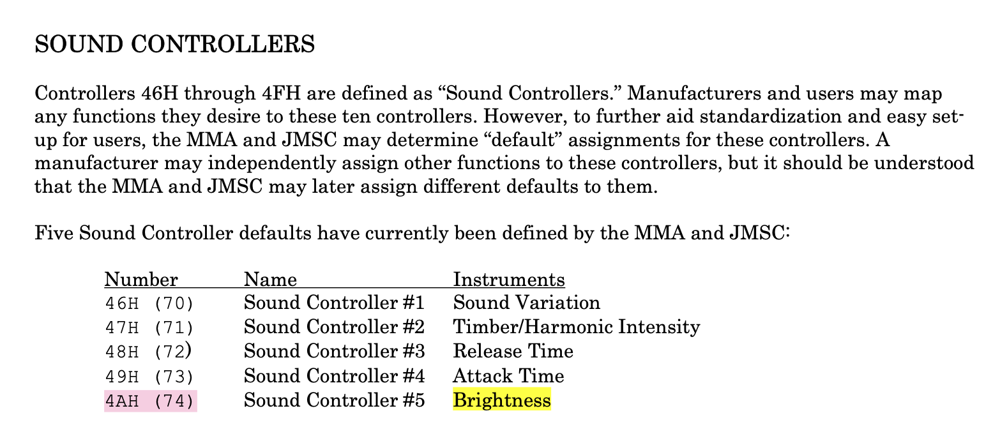 SOUND CONTROLLERS
Controllers 46H through 4FH are defined as “Sound Controllers.” Manufacturers and users may map
any functions they desire to these ten controllers. However, to further aid standardization and easy set-
up for users, the MMA and JMSC may determine “default” assignments for these controllers. A
manufacturer may independently assign other functions to these controllers, but it should be understood
that the MMA and JMSC may later assign different defaults to them.
Five Sound Controller defaults have currently been defined by the MMA and JMSC:
Number Name Instruments
46H (70) Sound Controller #1 Sound Variation
47H (71) Sound Controller #2 Timber/Harmonic Intensity
48H (72) Sound Controller #3 Release Time
49H (73) Sound Controller #4 Attack Time
4AH (74) Sound Controller #5 Brightness